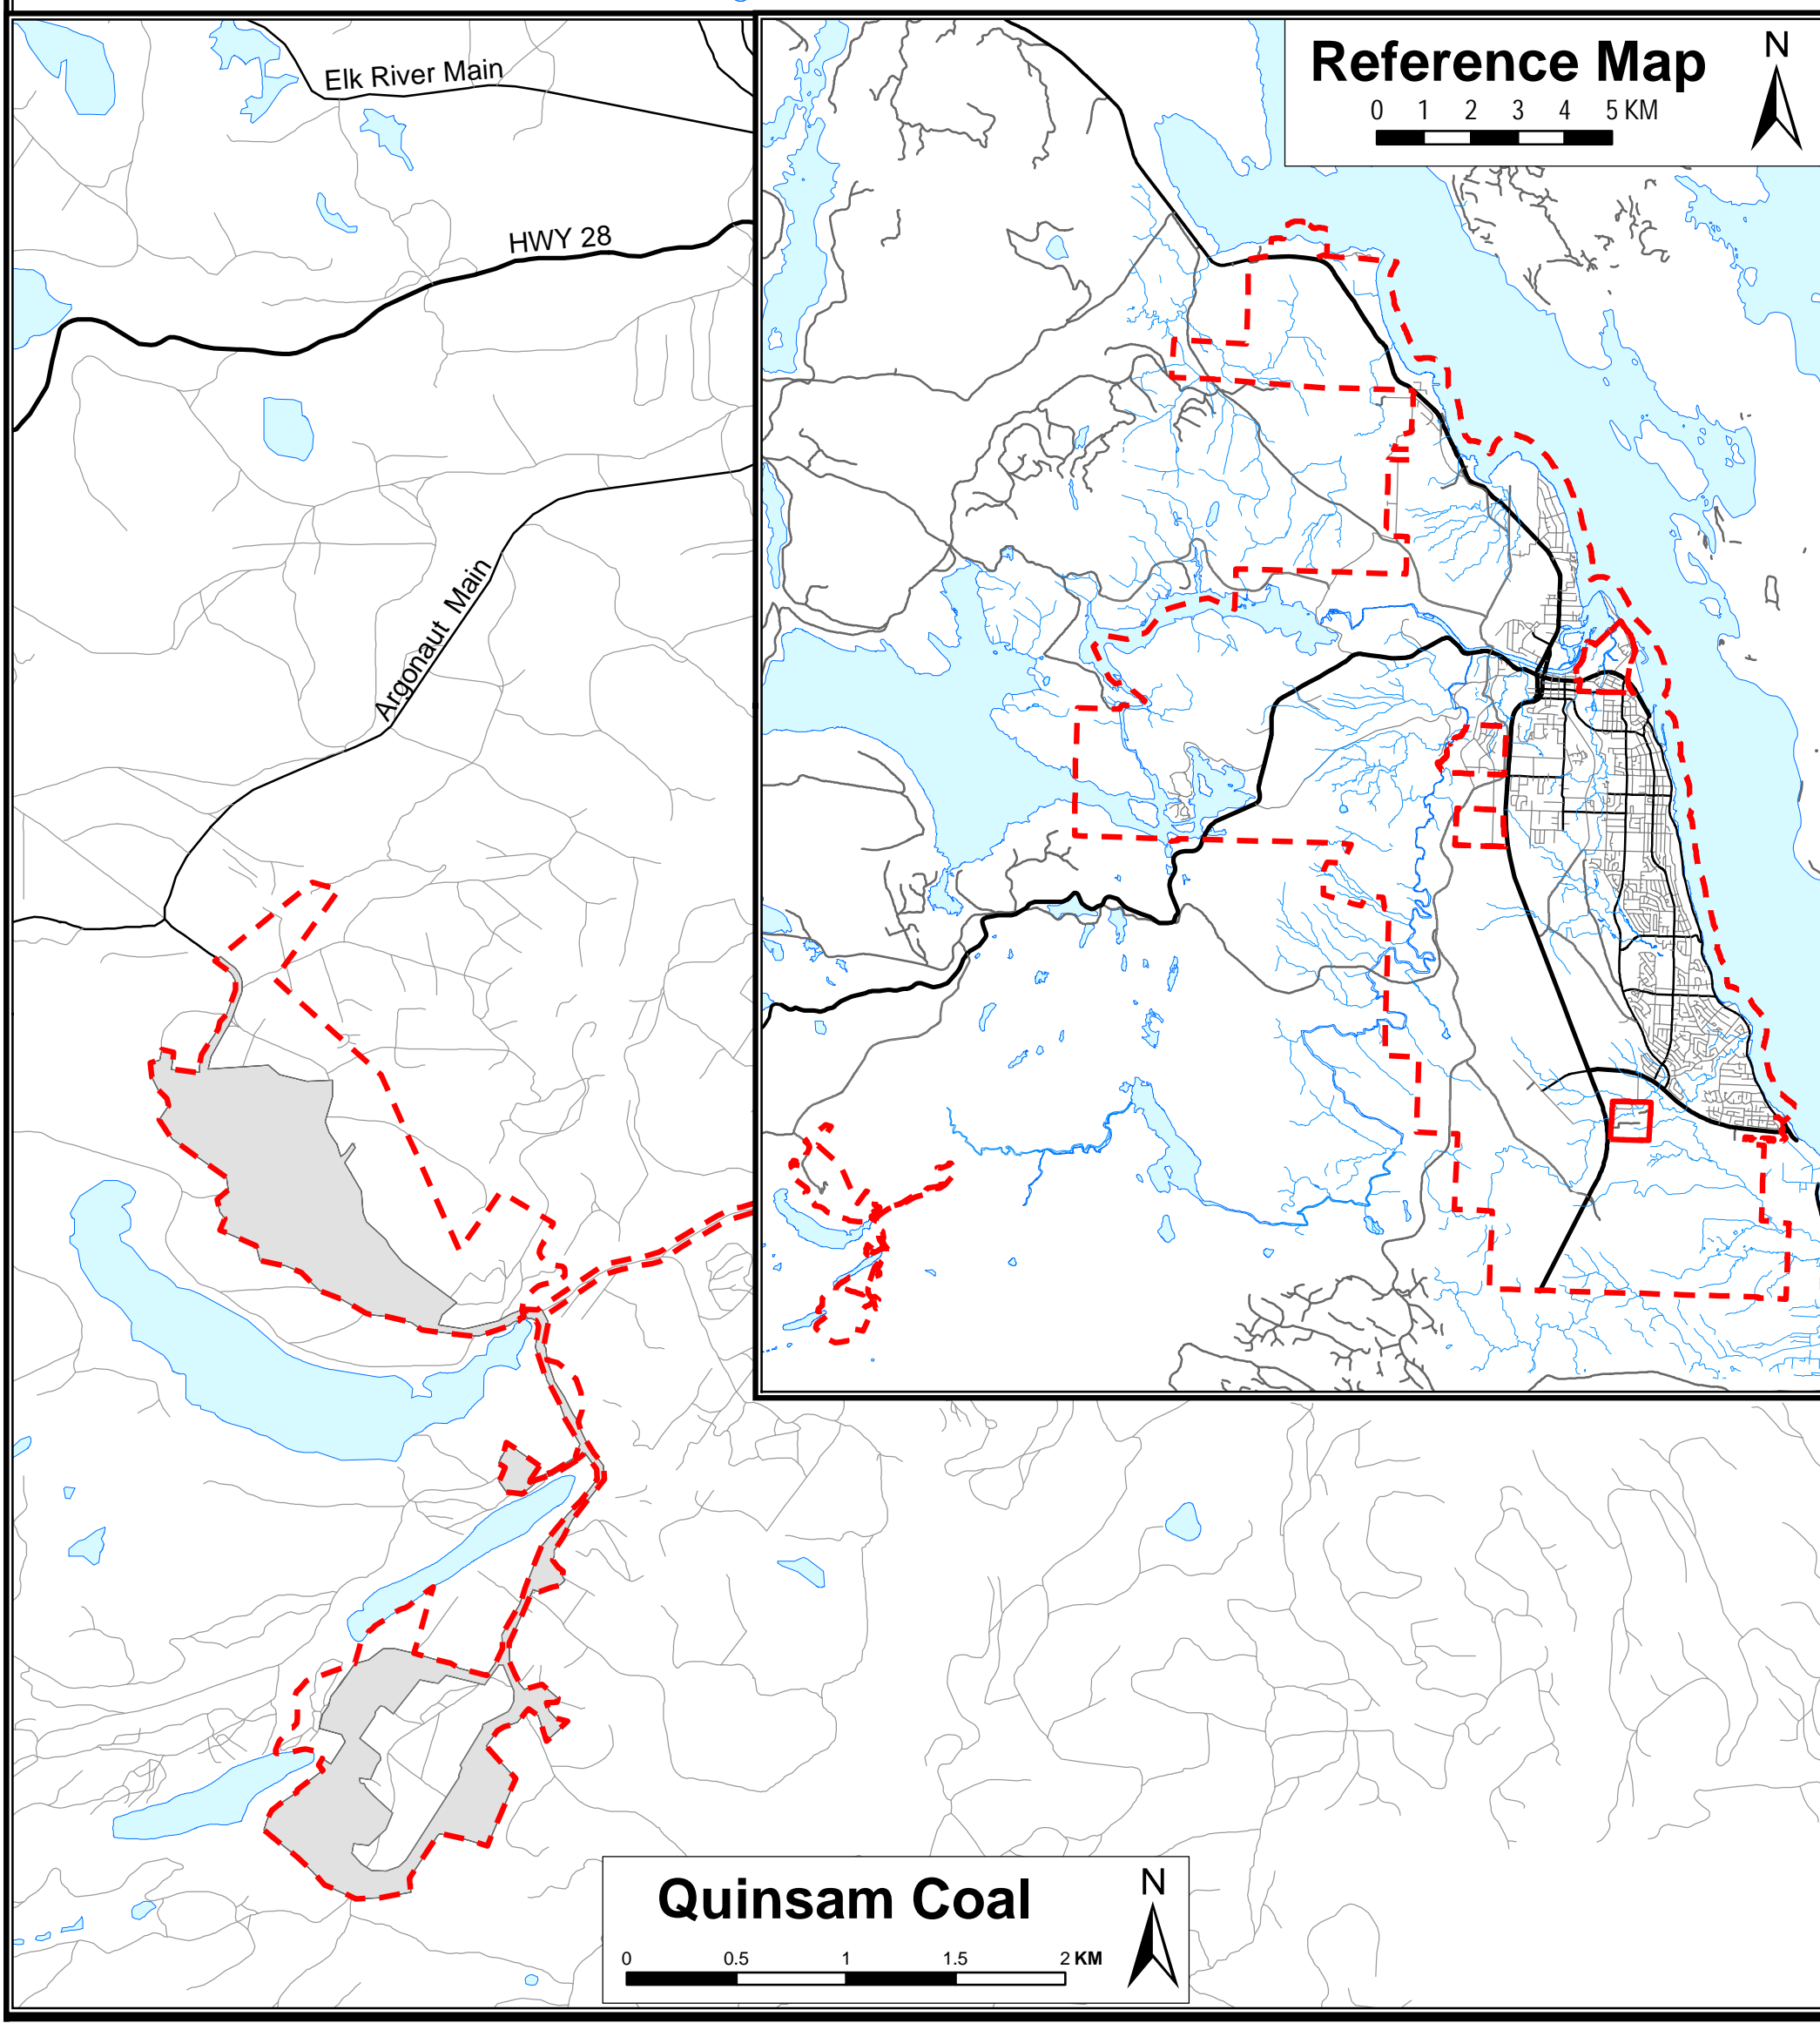 Reference Map
N
0 1 2 3 4 5 KM
Elk River Main
HWY 28
Argonaut Main
Quinsam Coal
N
0 0.5 1 1.5 2 KM